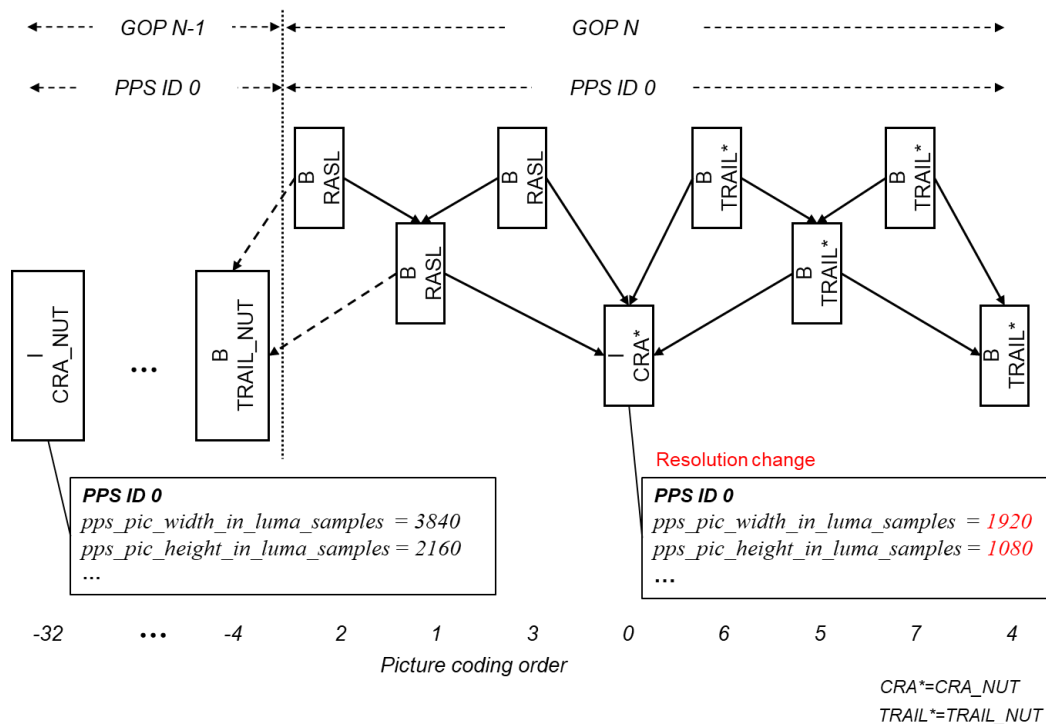 GOP N-1
GOP N
PPS ID 0
PPS ID 0
B
RASL
B
RASL
B
TRAIL*
B
TRAIL*
B
RASL
B
TRAIL*
I
CRA_NUT
...
B
TRAIL_NUT
I
CRA*
B
TRAIL*
Resolution change
PPS ID 0
pps_pic_width_in_luma_samples = 3840
pps_pic_height_in_luma_samples = 2160
...
PPS ID 0
pps_pic_width_in_luma_samples = 1920
pps_pic_height_in_luma_samples = 1080
...
-32 ... -4 2 1 3 0 6 5 7 4
Picture coding order
CRA*=CRA_NUT
TRAIL*=TRAIL_NUT